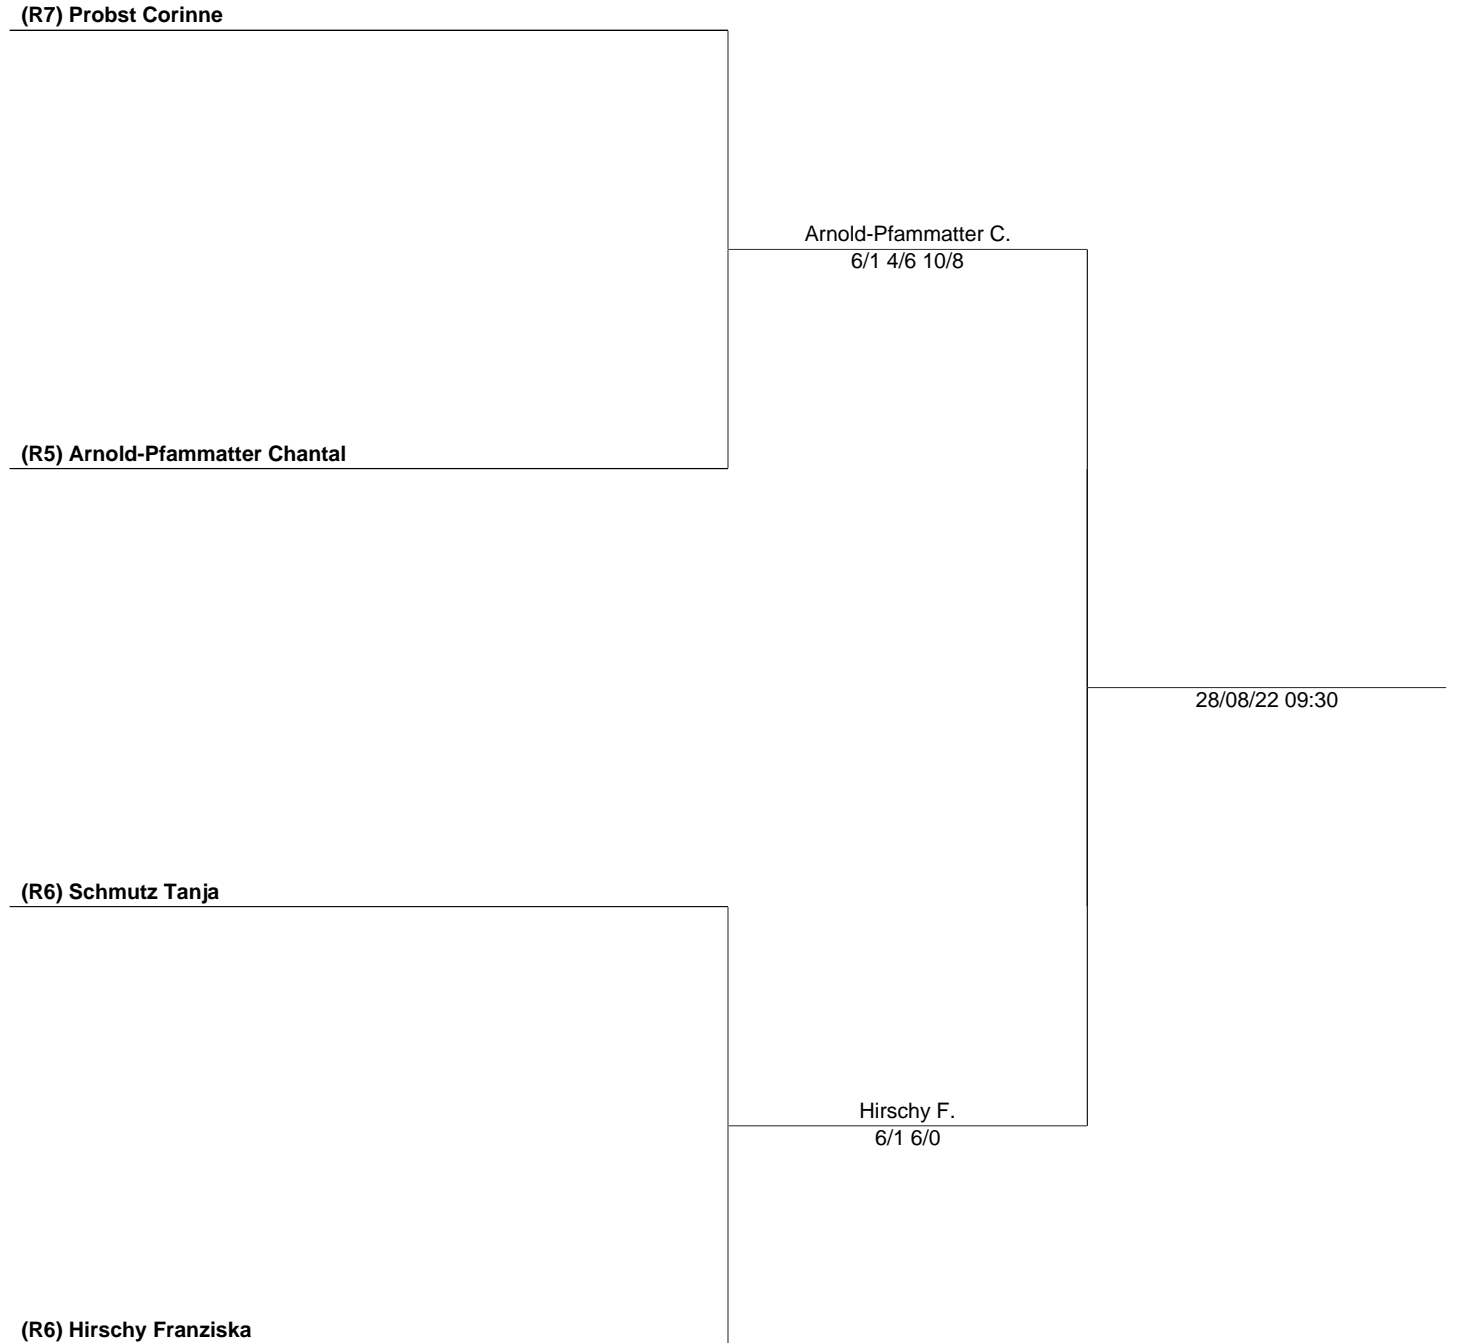 (R7) Probst Corinne
Arnold-Pfammatter C.
6/1 4/6 10/8
(R5) Arnold-Pfammatter Chantal
28/08/22 09:30
(R6) Schmutz Tanja
Hirschy F.
6/1 6/0
(R6) Hirschy Franziska